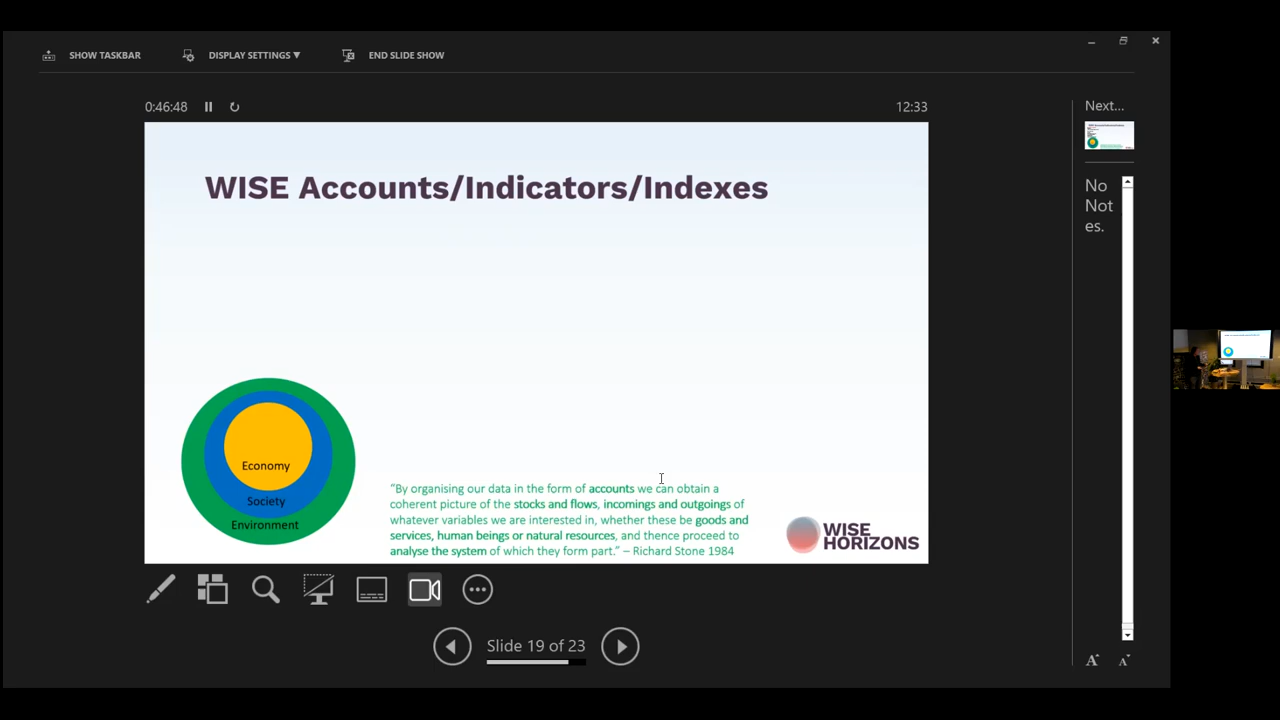 SHOW TASKBAR
DISPLAY SETTINGS ▼
END SLIDE SHOW
0:46:48
12:33
Next...
WISE Accounts/Indicators/Indexes
No
Not
es.
Economy
Society
Environment
“By organising our data in the form of accounts we can obtain a
coherent picture of the stocks and flows, incomings and outgoings of
whatever variables we are interested in, whether these be goods and
services, human beings or natural resources, and thence proceed to
analyse the system of which they form part.” – Richard Stone 1984
WISE
HORIZONS
Slide 19 of 23
A
A